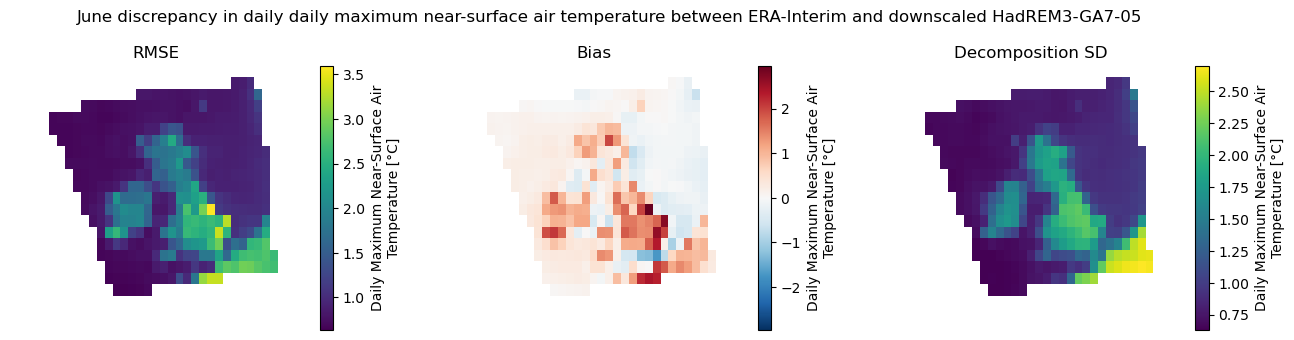 June discrepancy in daily daily maximum near-surface air temperature between ERA-Interim and downscaled HadREM3-GA7-05
RMSE
3.5
3.0
2.5
2.0
1.5
1.0
Daily Maximum Near-Surface Air
Temperature [°C]
Bias
2
1
0
-1
-2
Daily Maximum Near-Surface Air
Temperature [°C]
Decomposition SD
2.50
2.25
2.00
1.75
1.50
1.25
1.00
0.75
Daily Maximum Near-Surface Air
Temperature [°C]